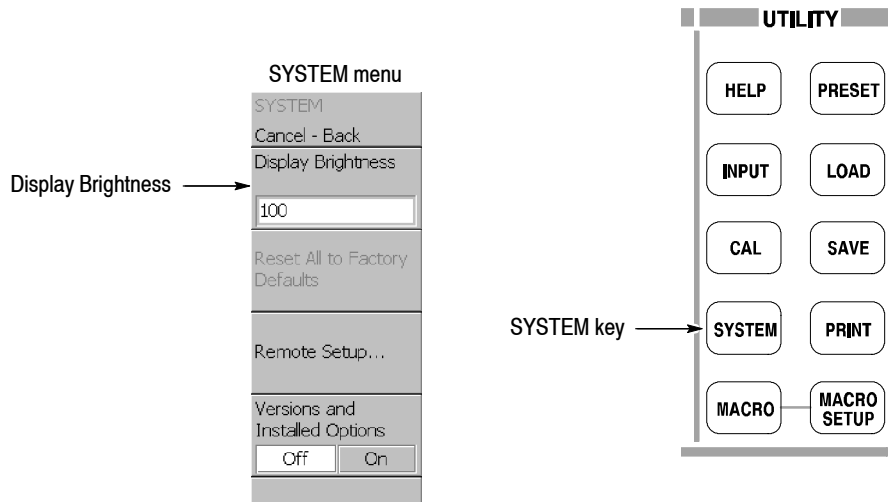 SYSTEM menu
SYSTEM
Cancel - Back
Display Brightness
100
Reset All to Factory
Defaults
Remote Setup...
Versions and
Installed Options
Off On
Display Brightness
UTILITY
HELP PRESET
INPUT LOAD
CAL SAVE
SYSTEM key
SYSTEM PRINT
MACRO MACRO
SETUP